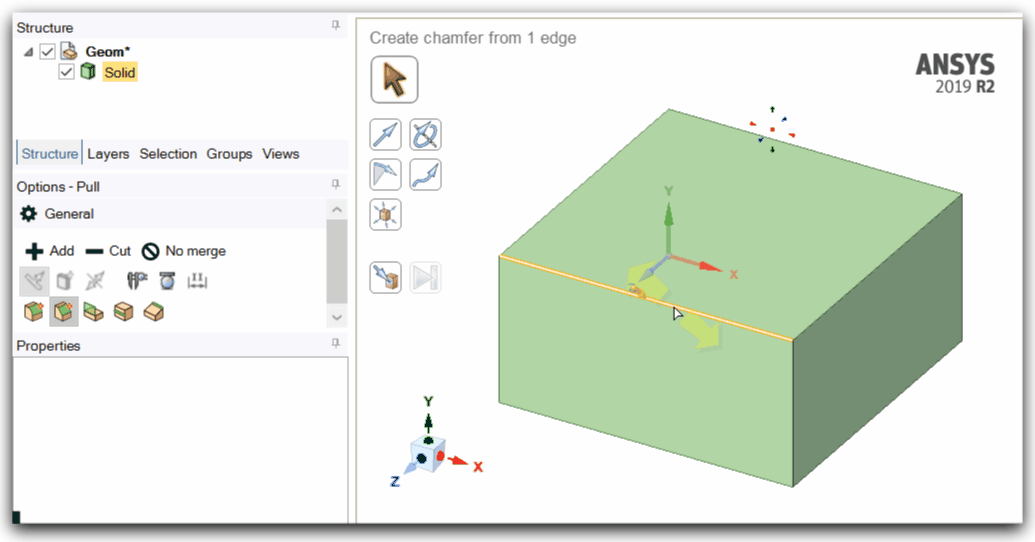 Structure
Geom*
Solid
Structure Layers Selection Groups Views
Options - Pull
General
Add Cut No merge
Properties
Create chamfer from 1 edge
ANSYS
2019 R2
Y
X
Y
X
Z